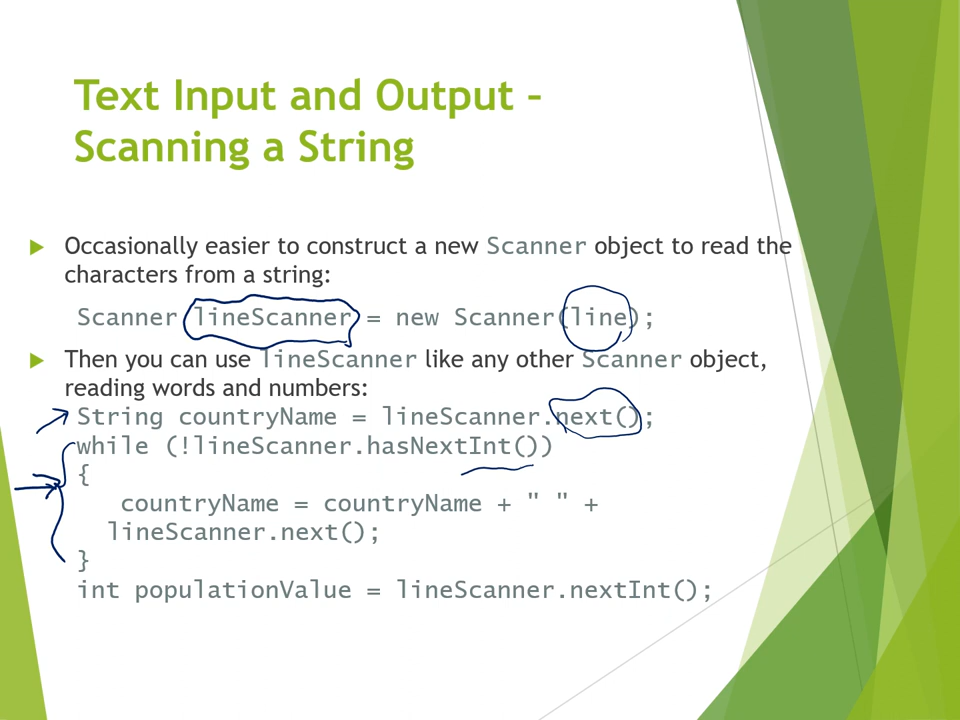 Text Input and Output –
Scanning a String
Occasionally easier to construct a new Scanner object to read the
characters from a string:
Scanner lineScanner = new Scanner(line);
Then you can use lineScanner like any other Scanner object,
reading words and numbers:
String countryName = lineScanner.next();
while (!lineScanner.hasNextInt())
{
countryName = countryName + " " +
lineScanner.next();
}
int populationValue = lineScanner.nextInt();